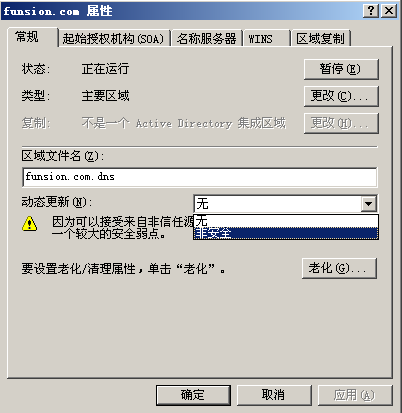 funsion.com 属性
常规 起始授权机构(SOA) 名称服务器 WINS 区域复制
状态: 正在运行 暂停(E)
类型: 主要区域 更改(C)...
复制: 不是一个 Active Directory 集成区域 更改(H)...
区域文件名(Z):
funsion.com.dns
动态更新(N): 无
无
非安全
因为可以接受来自非信任源
一个较大的安全弱点。
要设置老化/清理属性，单击“老化”。 老化(G)...
确定 取消 应用(A)